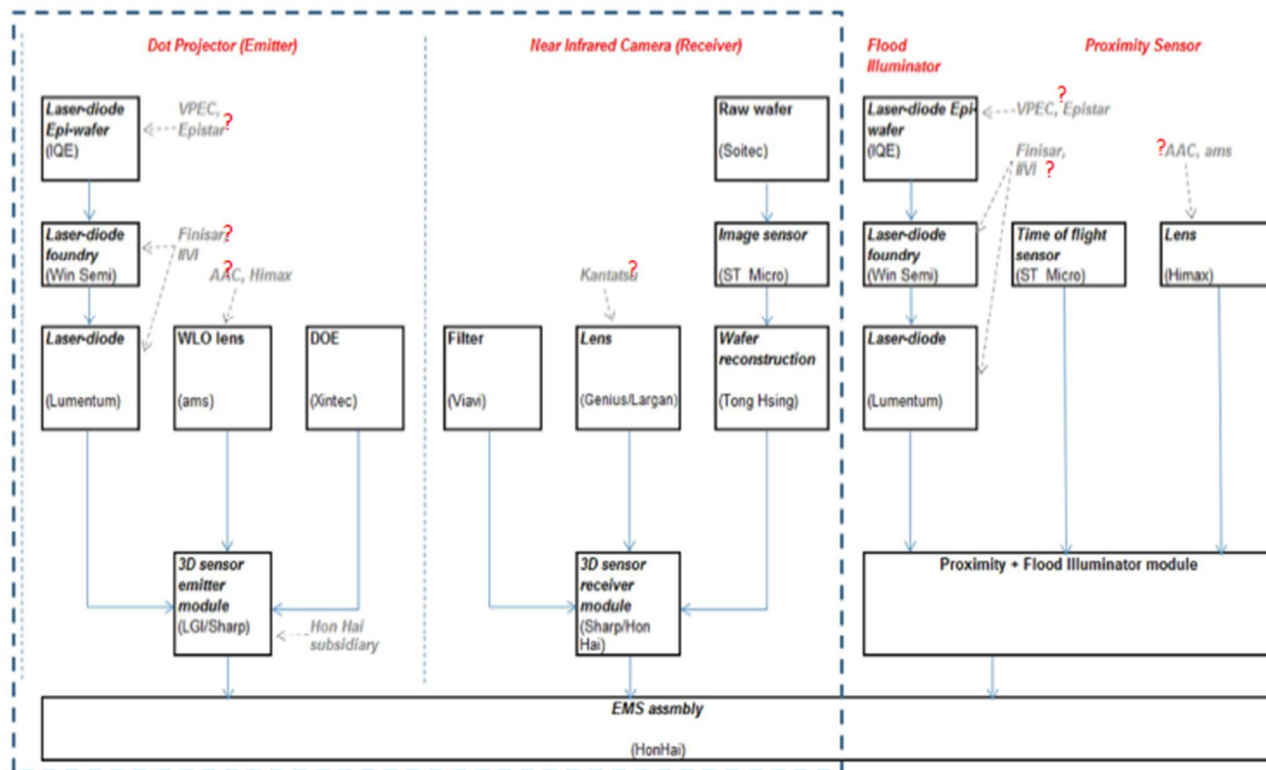 Dot Projector (Emitter)
Near Infrared Camera (Receiver)
Flood
Illuminator
Proximity Sensor
Laser-diode
Epi-wafer
(IQE)
VPEC,
Epistar?
Raw wafer
(Soitec)
Laser-diode Epi-
wafer
(IQE)
?
VPEC, Epistar
Finisar,
IIVI ?
?AAC, ams
Laser-diode
foundry
(Win Semi)
Finisar,?
IIVI
?
AAC, Himax
Kantatsu?
Image sensor
(ST Micro)
Laser-diode
foundry
(Win Semi)
Time of flight
sensor
(ST Micro)
Lens
(Himax)
Laser-diode
(Lumentum)
WLO lens
(ams)
DOE
(Xintec)
Filter
(Viavi)
Lens
(Genius/Largan)
Wafer
reconstruction
(Tong Hsing)
Laser-diode
(Lumentum)
3D sensor
emitter
module
(LGI/Sharp)
Hon Hai
subsidiary
3D sensor
receiver
module
(Sharp/Hon
Hai)
Proximity + Flood Illuminator module
EMS assmbly
(HonHai)